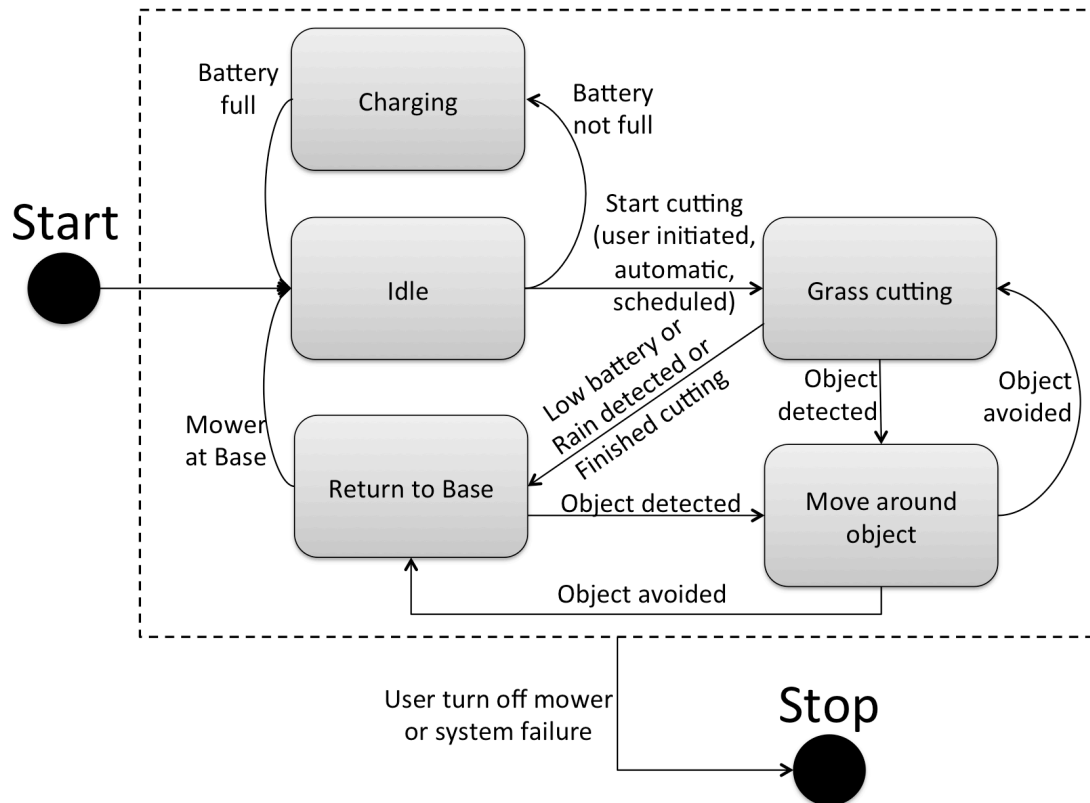 Battery
full
Charging
Battery
not full
Start
Idle
Start cutting
(user initiated,
automatic,
scheduled)
Grass cutting
Low battery or
Rain detected or
Finished cutting
Object
detected
Object
avoided
Mower
at Base
Return to Base
Object detected
Move around
object
Object avoided
User turn off mower
or system failure
Stop